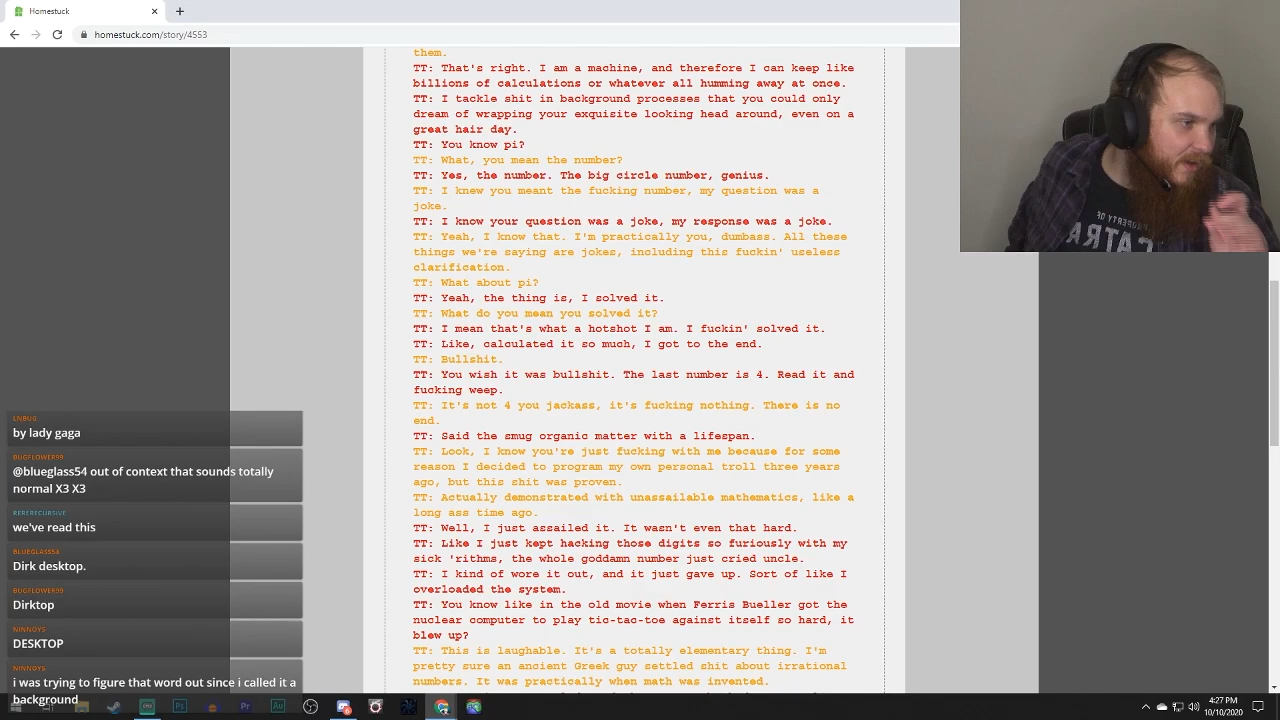 Homestuck
homestuck.com/story/4553
them.
TT: That's right. I am a machine, and therefore I can keep like
billions of calculations or whatever all humming away at once.
TT: I tackle shit in background processes that you could only
dream of wrapping your exquisite looking head around, even on a
great hair day.
TT: You know pi?
TT: What, you mean the number?
TT: Yes, the number. The big circle number, genius.
TT: I knew you meant the fucking number, my question was a
joke.
TT: I know your question was a joke, my response was a joke.
TT: Yeah, I know that. I'm practically you, dumbass. All these
things we're saying are jokes, including this fuckin' useless
clarification.
TT: What about pi?
TT: Yeah, the thing is, I solved it.
TT: What do you mean you solved it?
TT: I mean that's what a hotshot I am. I fuckin' solved it.
TT: Like, calculated it so much, I got to the end.
TT: Bullshit.
TT: You wish it was bullshit. The last number is 4. Read it and
fucking weep.
TT: It's not 4 you jackass, it's fucking nothing. There is no
end.
TT: Said the smug organic matter with a lifespan.
TT: Look, I know you're just fucking with me because for some
reason I decided to program my own personal troll three years
ago, but this shit was proven.
TT: Actually demonstrated with unassailable mathematics, like a
long ass time ago.
TT: Well, I just assailed it. It wasn't even that hard.
TT: Like I just kept hacking those digits so furiously with my
sick 'rithms, the whole goddamn number just cried uncle.
TT: I kind of wore it out, and it just gave up. Sort of like I
overloaded the system.
TT: You know like in the old movie when Ferris Bueller got the
nuclear computer to play tic-tac-toe against itself so hard, it
blew up?
TT: This is laughable. It's a totally elementary thing. I'm
pretty sure an ancient Greek guy settled shit about irrational
numbers. It was practically when math was invented.
PROPERTY OF
CATRA
LNBUG
by lady gaga
BUGFLOWER99
@blueglass54 out of context that sounds totally
normal X3 X3
RERERECURSIVE
we've read this
BLUEGLASS54
Dirk desktop.
BUGFLOWER99
Dirktop
NINNOYS
DESKTOP
NINNOYS
i was trying to figure that word out since i called it a
background
Ps
Pr
Au
4:27 PM
10/10/2020